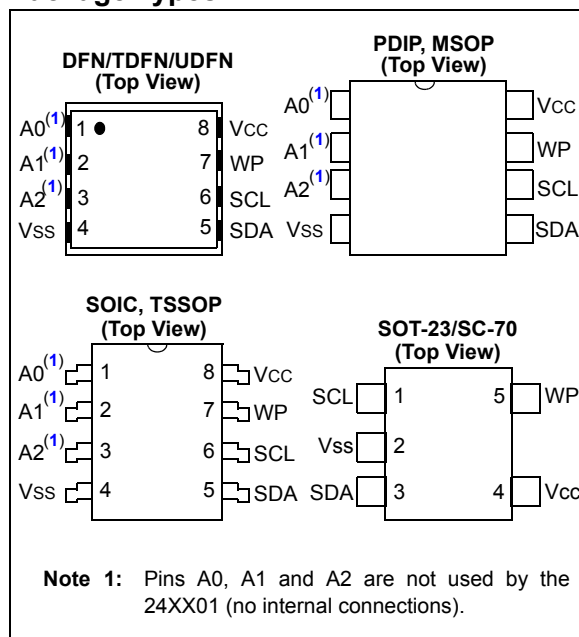 DFN/TDFN/UDFN
(Top View)
A0(1) 1 8 VCC
A1(1) 2 7 WP
A2(1) 3 6 SCL
VSS 4 5 SDA
PDIP, MSOP
(Top View)
A0(1) VCC
A1(1) WP
A2(1) SCL
VSS SDA
SOIC, TSSOP
(Top View)
A0(1) 1 8 VCC
A1(1) 2 7 WP
A2(1) 3 6 SCL
VSS 4 5 SDA
SOT-23/SC-70
(Top View)
SCL 1 5 WP
Vss 2
SDA 3 4 Vcc
Note 1: Pins A0, A1 and A2 are not used by the
24XX01 (no internal connections).